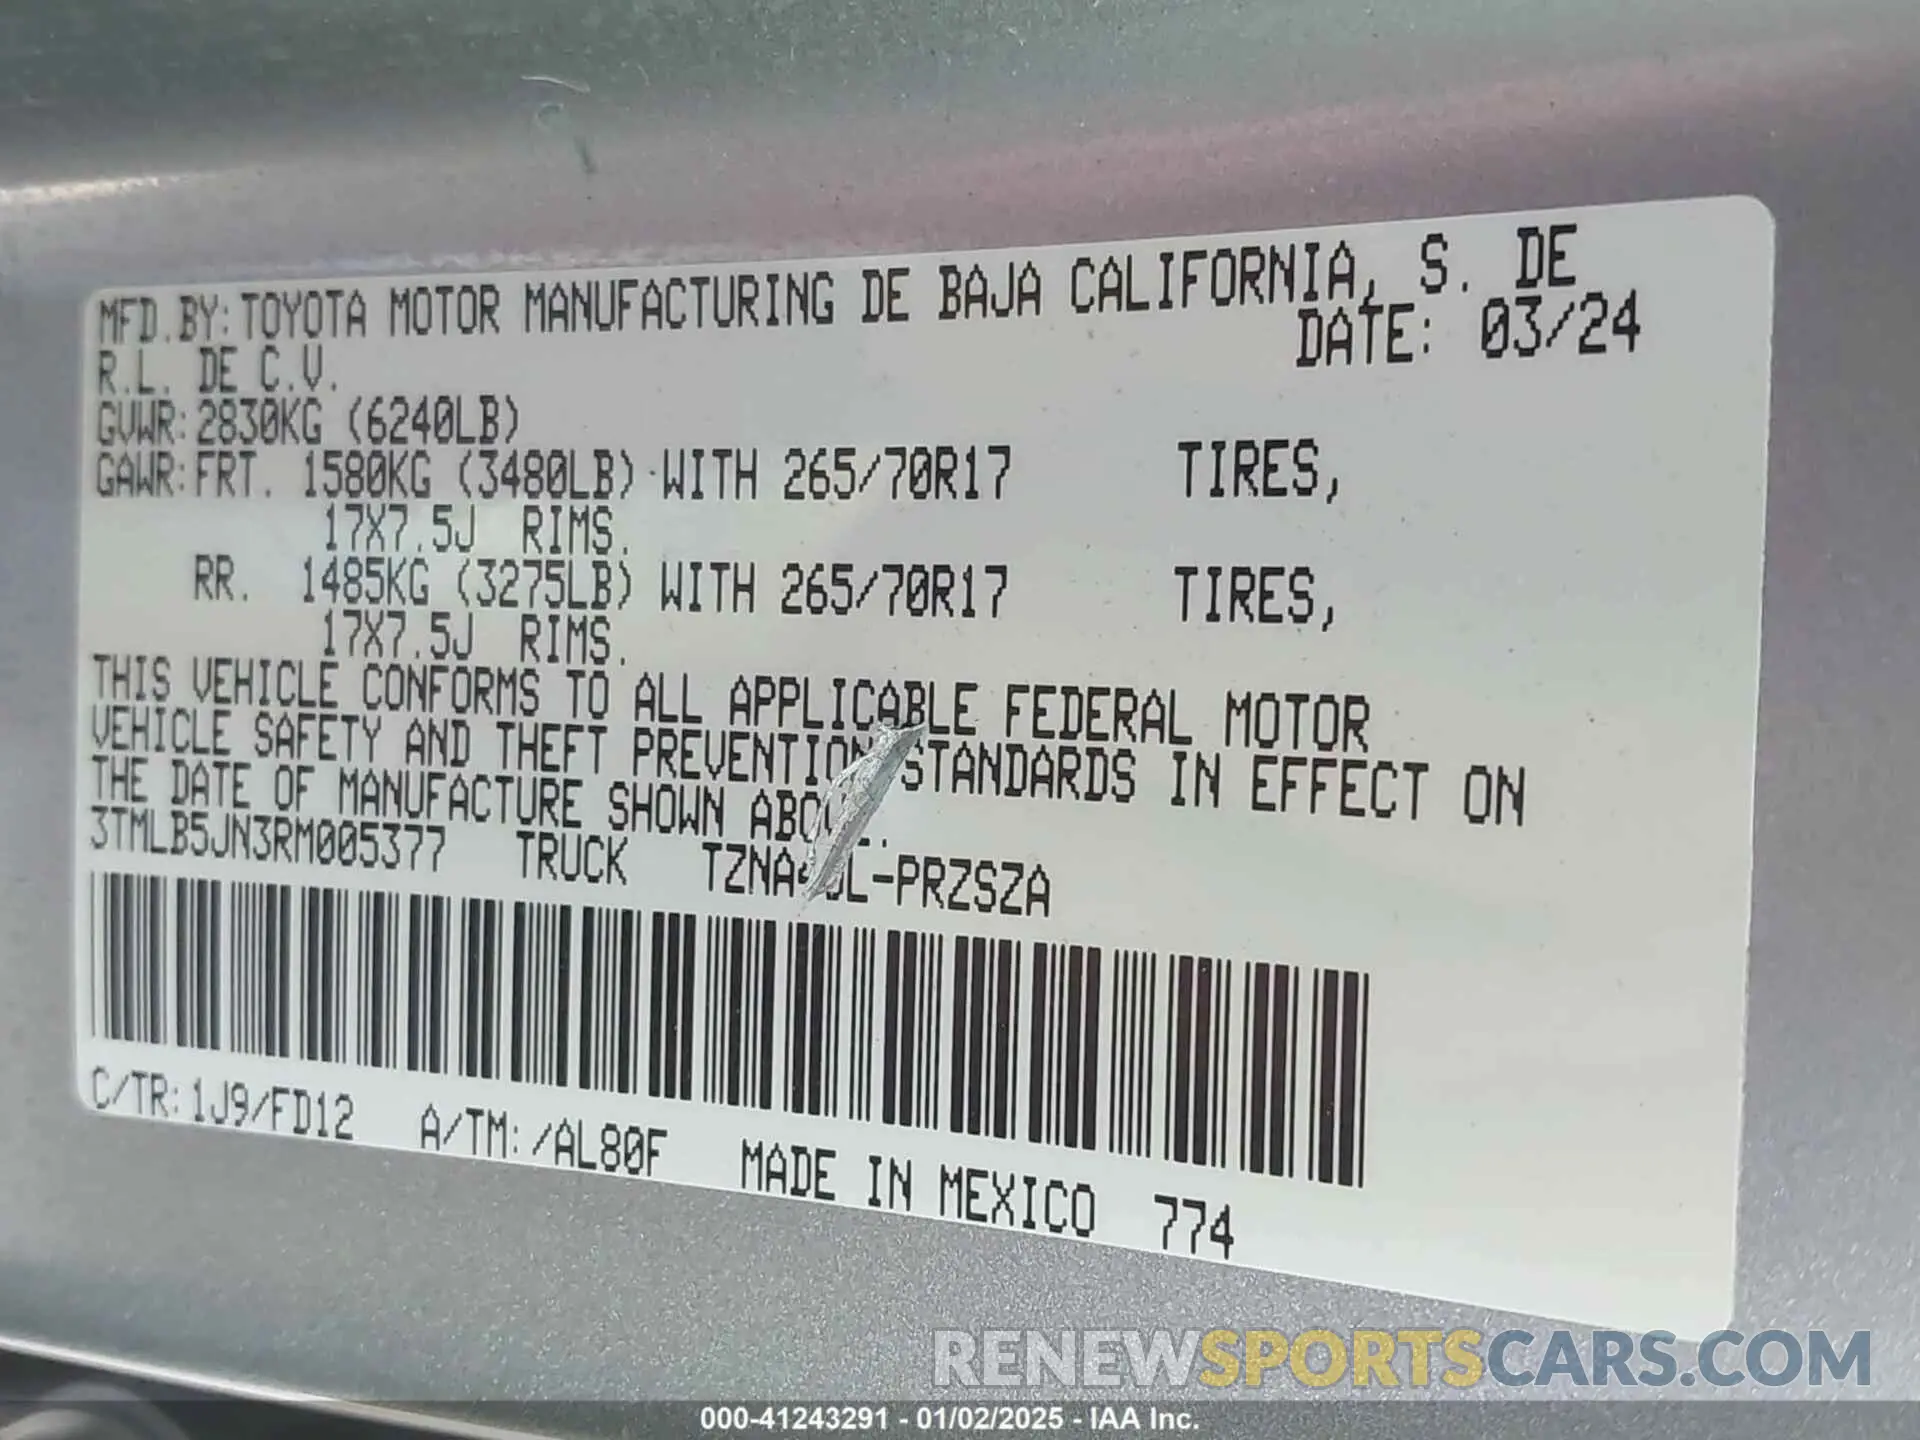 MFD.BY: TOYOTA MOTOR MANUFACTURING DE BAJA CALIFORNIA, S. DE
R.L. DE C.V. DATE: 03/24
GVWR: 2830KG (6240LB)
GAWR: FRT. 1580KG (3480LB) WITH 265/70R17 TIRES,
17X7.5J RIMS.
RR. 1485KG (3275LB) WITH 265/70R17 TIRES,
17X7.5J RIMS.
THIS VEHICLE CONFORMS TO ALL APPLICABLE FEDERAL MOTOR
VEHICLE SAFETY AND THEFT PREVENTION STANDARDS IN EFFECT ON
THE DATE OF MANUFACTURE SHOWN
3TMLB5JN3RM005377 TRUCK
C/TR: 1J9/FD12 A/TM: /AL80F MADE IN MEXICO 774
RENEWSPORTSCARS.COM
000-41243291 - 01/02/2025 - IAA Inc.